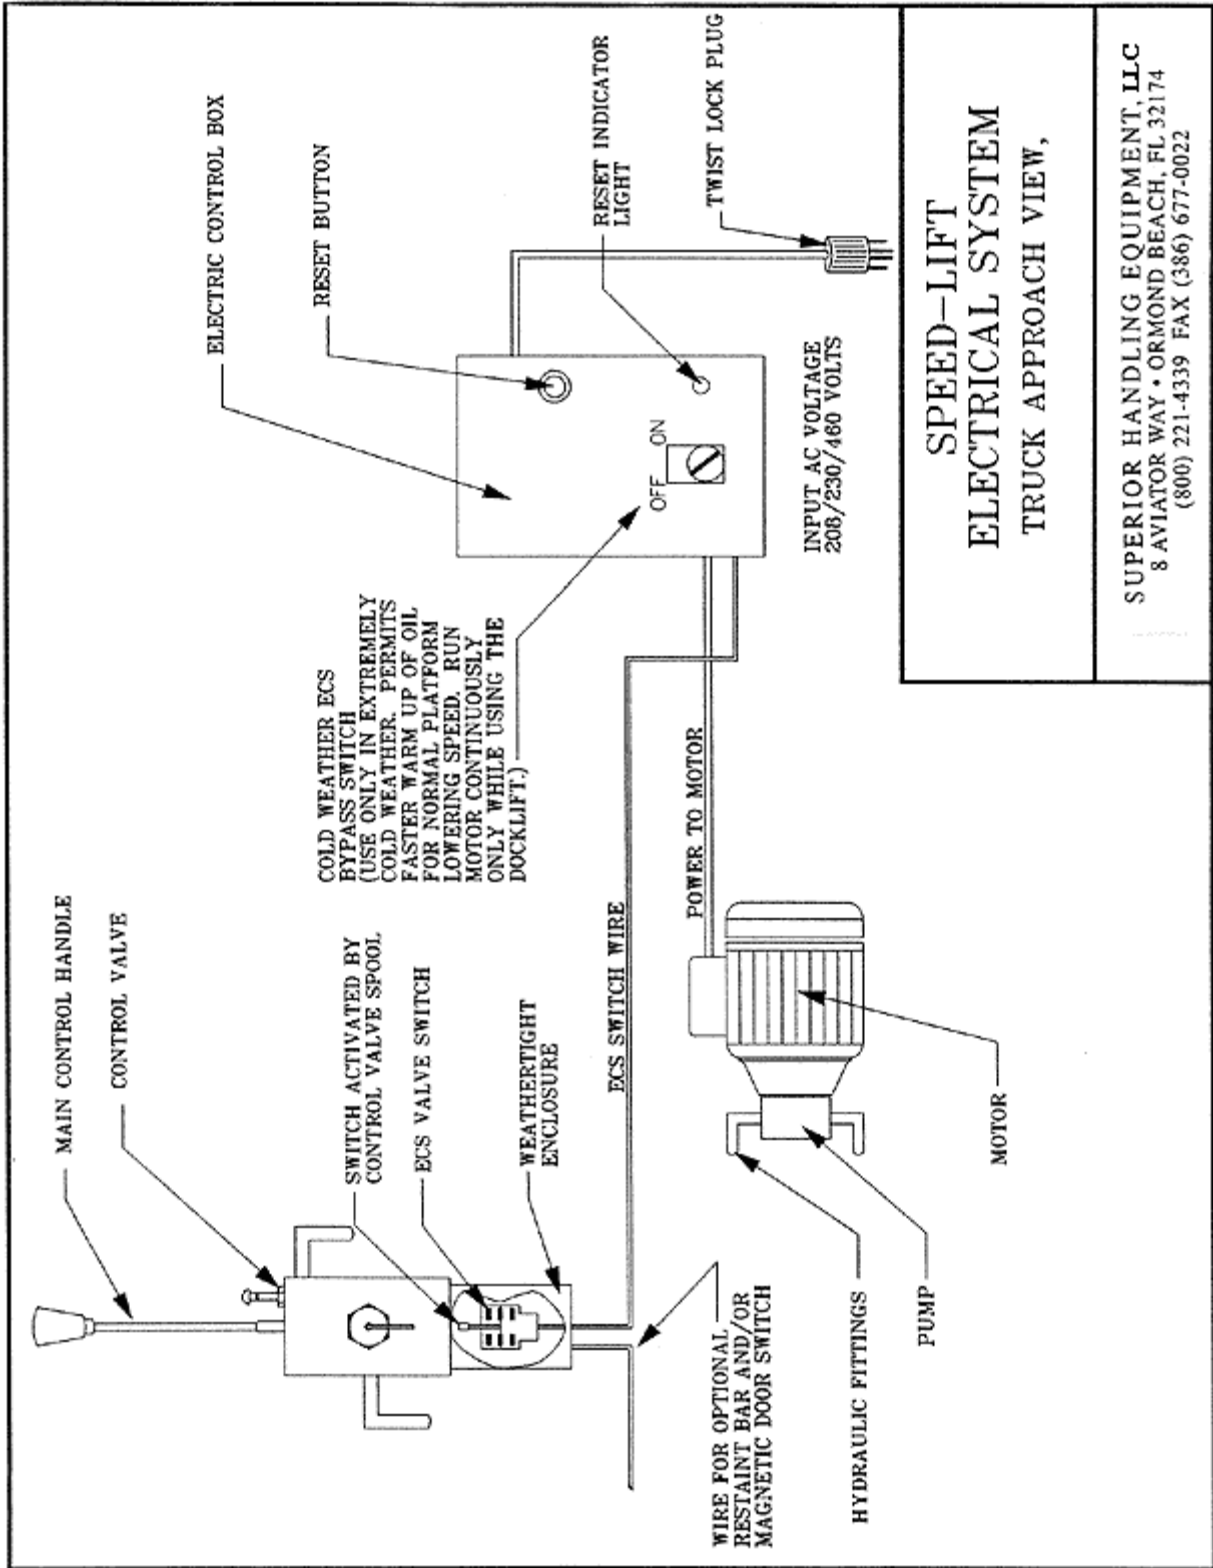 MAIN CONTROL HANDLE
CONTROL VALVE
SWITCH ACTIVATED BY
CONTROL VALVE SPOOL
ECS VALVE SWITCH
WEATHERTIGHT
ENCLOSURE
COLD WEATHER ECS
BYPASS SWITCH
(USE ONLY IN EXTREMELY
COLD WEATHER. PERMITS
FASTER WARM UP OF OIL
FOR NORMAL PLATFORM
LOWERING SPEED. RUN
MOTOR CONTINUOUSLY
ONLY WHILE USING THE
DOCKLIFT.)
ELECTRIC CONTROL BOX
RESET BUTTON
OFF
ON
RESET INDICATOR
LIGHT
TWIST LOCK PLUG
INPUT AC VOLTAGE
208/230/460 VOLTS
ECS SWITCH WIRE
POWER TO MOTOR
WIRE FOR OPTIONAL
RESTAINT BAR AND/OR
MAGNETIC DOOR SWITCH
HYDRAULIC FITTINGS
PUMP
MOTOR
SPEED-LIFT
ELECTRICAL SYSTEM
TRUCK APPROACH VIEW,
SUPERIOR HANDLING EQUIPMENT, LLC
8 AVIATOR WAY • ORMOND BEACH, FL 32174
(800) 221-4339 FAX (386) 677-0022